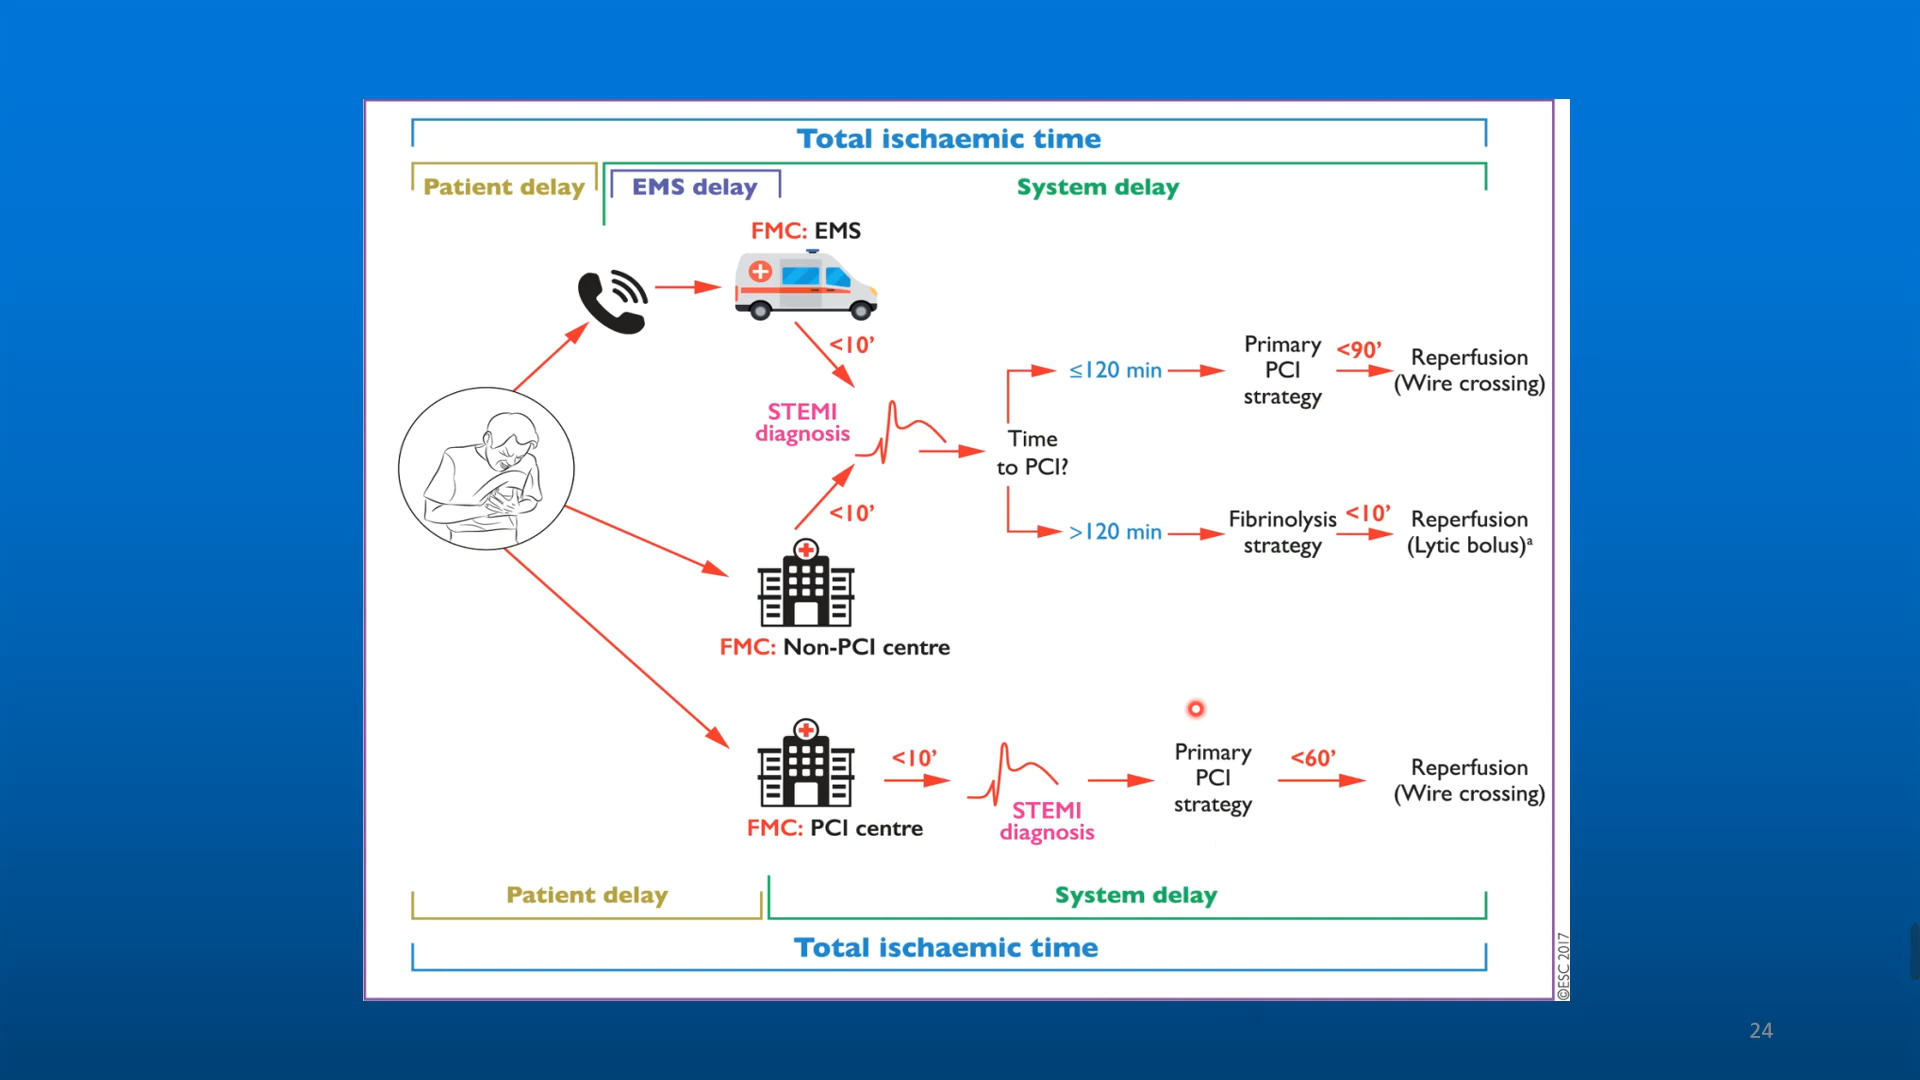 Total ischaemic time
Patient delay
EMS delay
System delay
FMC: EMS
<10’
STEMI
diagnosis
<10’
Time
to PCI?
≤120 min
Primary
PCI
strategy
<90’
Reperfusion
(Wire crossing)
>120 min
Fibrinolysis
strategy
<10’
Reperfusion
(Lytic bolus)ª
FMC: Non-PCI centre
FMC: PCI centre
<10’
STEMI
diagnosis
Primary
PCI
strategy
<60’
Reperfusion
(Wire crossing)
Patient delay
System delay
Total ischaemic time
©ESC 2017
24